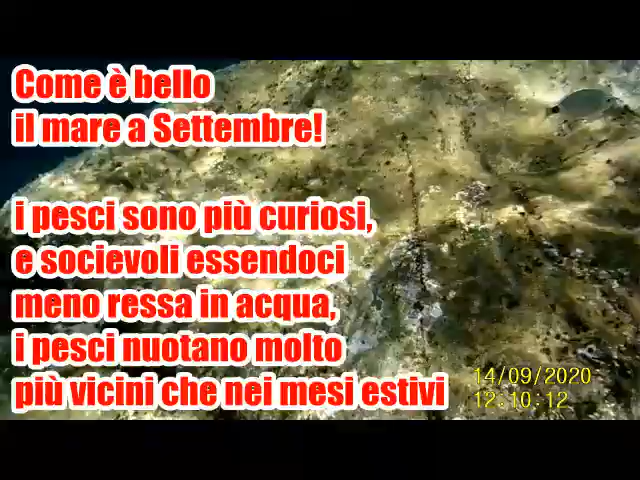 Come è bello
il mare a Settembre!
i pesci sono più curiosi,
e socievoli essendoci
meno ressa in acqua,
i pesci nuotano molto
più vicini che nei mesi estivi
14/09/2020
12:10:12